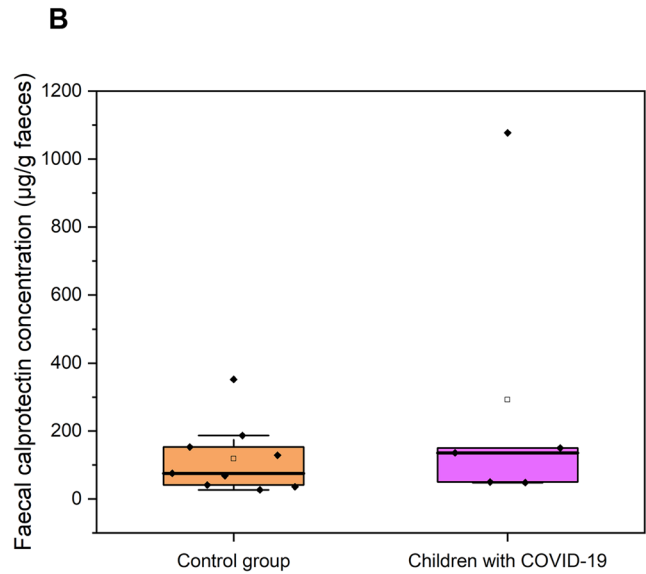 B
Faecal calprotectin concentration (µg/g faeces)
1200
1000
800
600
400
200
0
Control group
Children with COVID-19